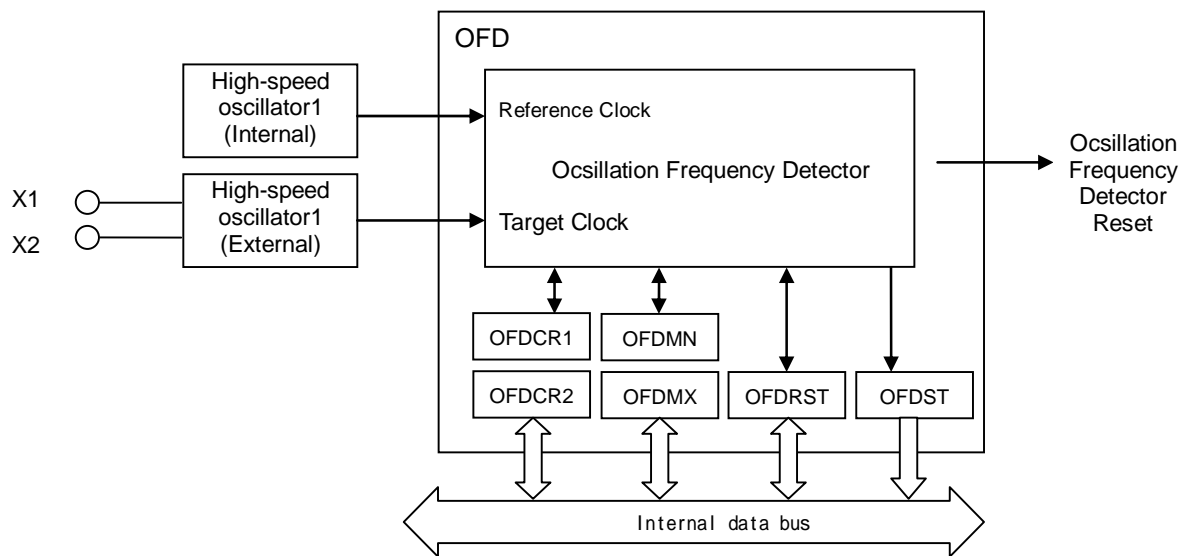 OFD
High-speed
oscillator1
(Internal)
Reference Clock
Ocsillation Frequency Detector
Ocsillation
Frequency
Detector
Reset
X1
X2
High-speed
oscillator1
(External)
Target Clock
OFDCR1
OFDMN
OFDCR2
OFDMX
OFDRST
OFDST
Internal data bus